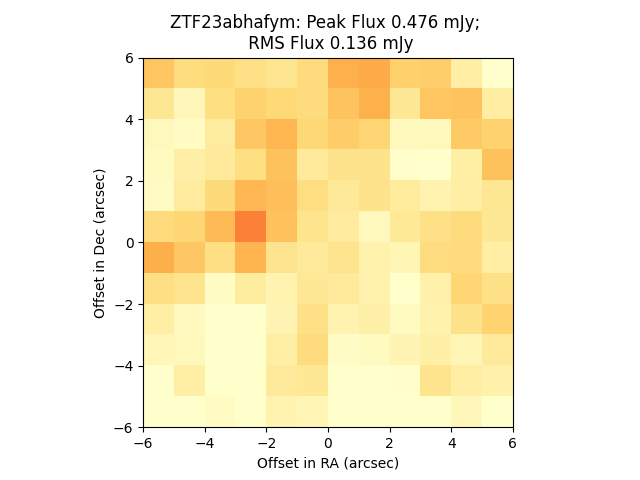 ZTF23abhafym: Peak Flux 0.476 mJy;
RMS Flux 0.136 mJy
6
4
2
0
−2
−4
−6
Offset in Dec (arcsec)
−6 −4 −2 0 2 4 6
Offset in RA (arcsec)